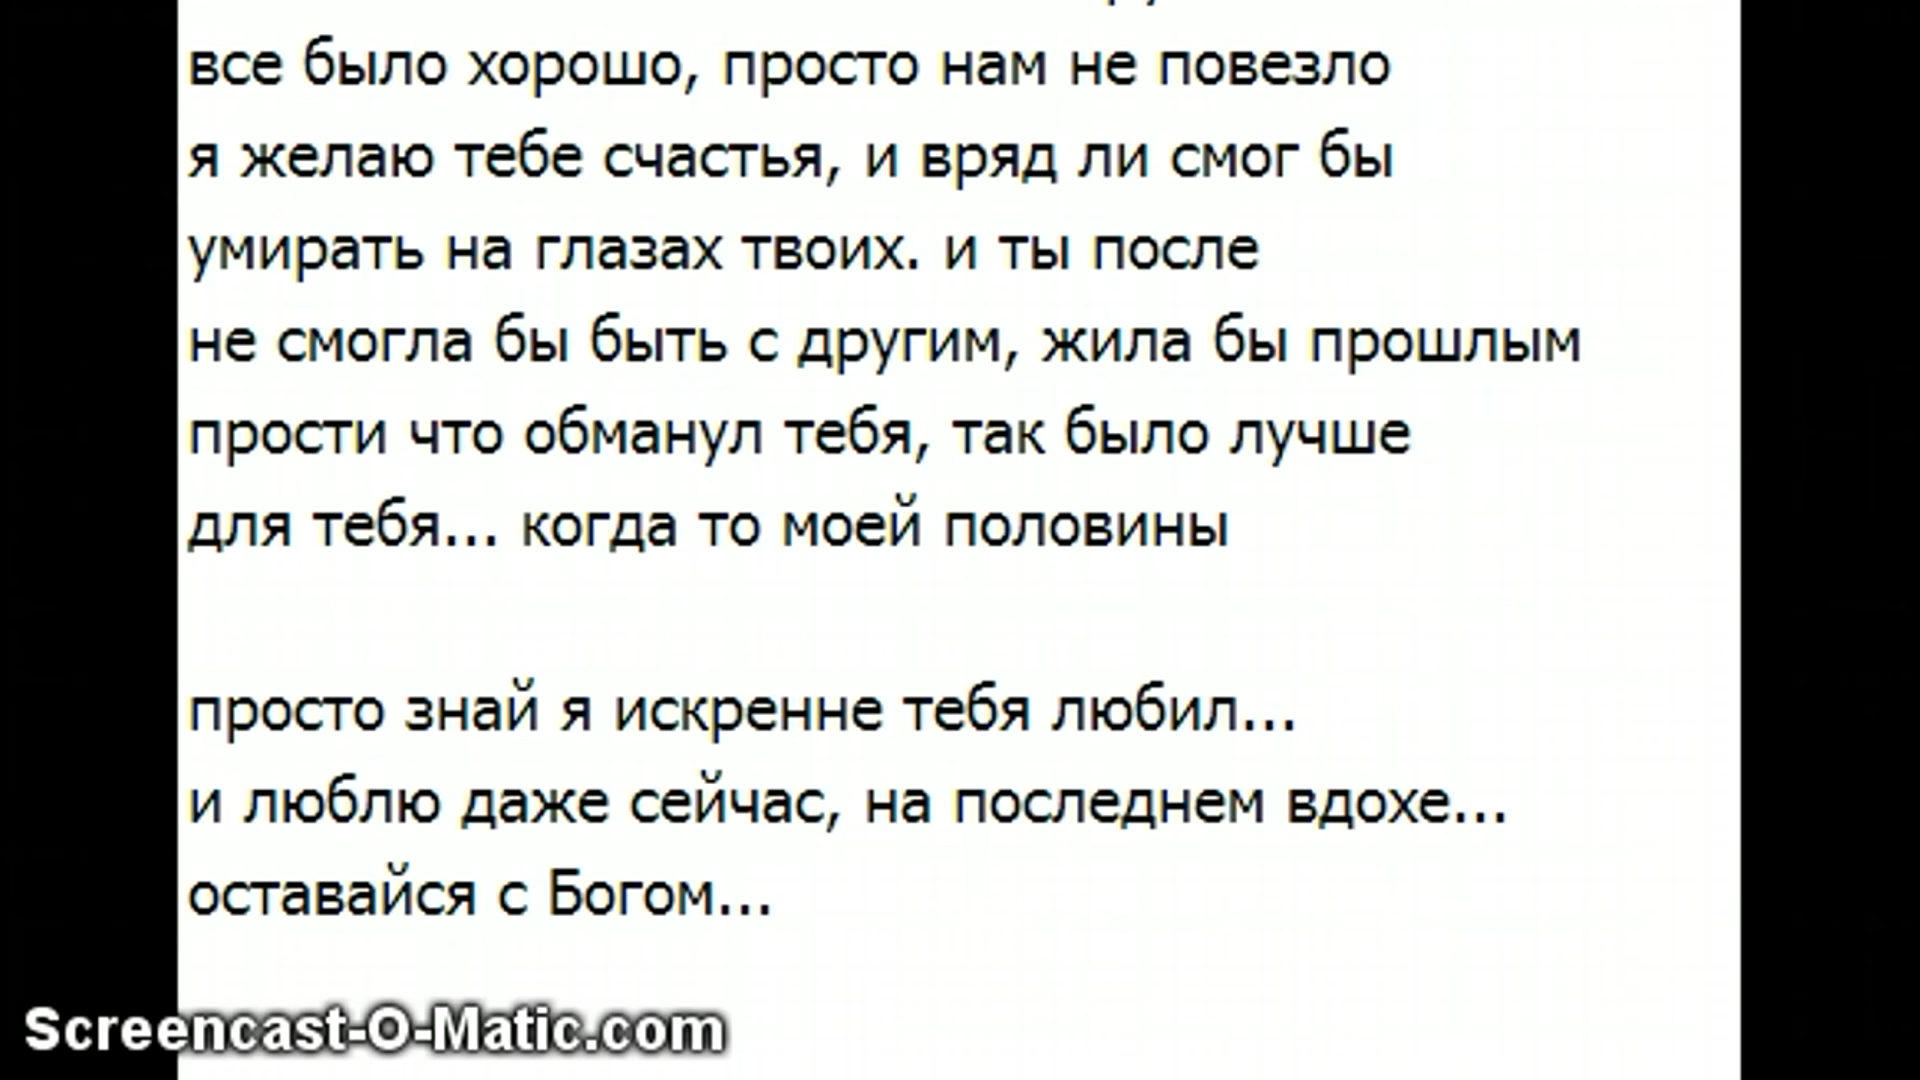 все было хорошо, просто нам не повезло
я желаю тебе счастья, и вряд ли смог бы
умирать на глазах твоих. и ты после
не смогла бы быть с другим, жила бы прошлым
прости что обманул тебя, так было лучше
для тебя... когда то моей половины
просто знай я искренне тебя любил...
и люблю даже сейчас, на последнем вдохе...
оставайся с Богом...
Screencast-O-Matic.com